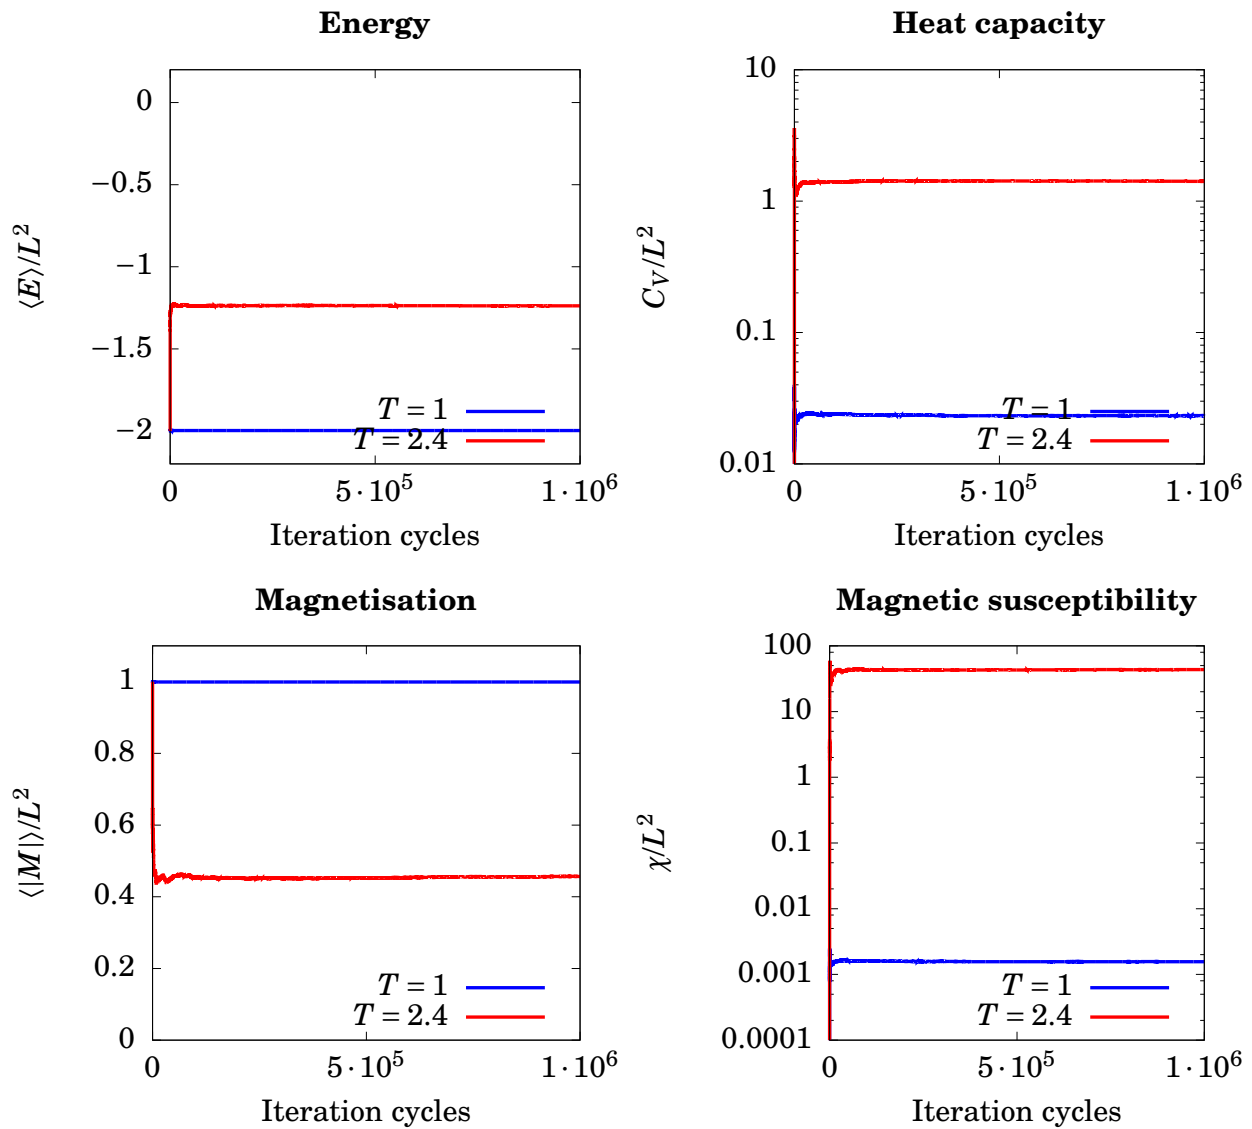 Energy
0
−0.5
−1
−1.5
−2
⟨E⟩/L²
T = 1
T = 2.4
0
5·10⁵
1·10⁶
Iteration cycles
Heat capacity
10
1
0.1
0.01
C_V/L²
T = 1
T = 2.4
0
5·10⁵
1·10⁶
Iteration cycles
Magnetisation
1
0.8
0.6
0.4
0.2
0
⟨|M|⟩/L²
T = 1
T = 2.4
0
5·10⁵
1·10⁶
Iteration cycles
Magnetic susceptibility
100
10
1
0.1
0.01
0.001
0.0001
χ/L²
T = 1
T = 2.4
0
5·10⁵
1·10⁶
Iteration cycles